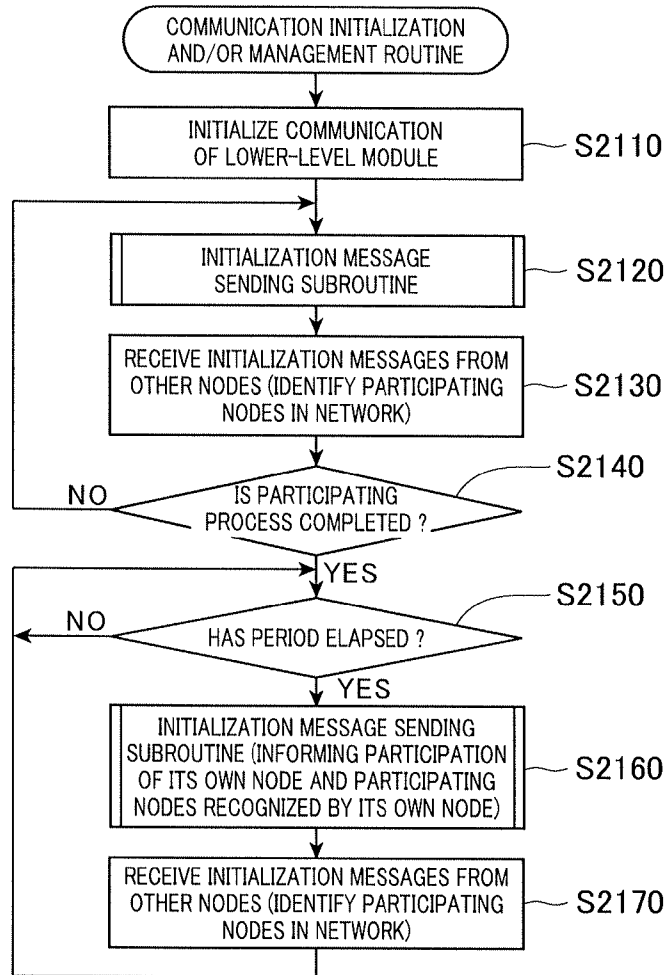 COMMUNICATION INITIALIZATION
AND/OR MANAGEMENT ROUTINE
INITIALIZE COMMUNICATION
OF LOWER-LEVEL MODULE
S2110
INITIALIZATION MESSAGE
SENDING SUBROUTINE
S2120
RECEIVE INITIALIZATION MESSAGES FROM
OTHER NODES (IDENTIFY PARTICIPATING
NODES IN NETWORK)
S2130
S2140
NO
IS PARTICIPATING
PROCESS COMPLETED ?
YES
S2150
NO
HAS PERIOD ELAPSED ?
YES
INITIALIZATION MESSAGE SENDING
SUBROUTINE (INFORMING PARTICIPATION
OF ITS OWN NODE AND PARTICIPATING
NODES RECOGNIZED BY ITS OWN NODE)
S2160
RECEIVE INITIALIZATION MESSAGES FROM
OTHER NODES (IDENTIFY PARTICIPATING
NODES IN NETWORK)
S2170